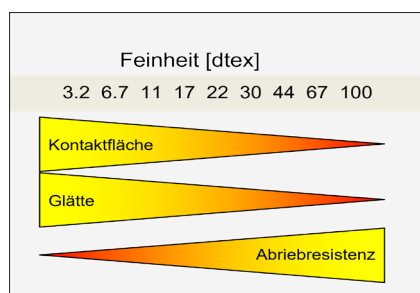 Feinheit [dtex]
3.2 6.7 11 17 22 30 44 67 100
Kontaktfläche
Glätte
Abriebresistenz